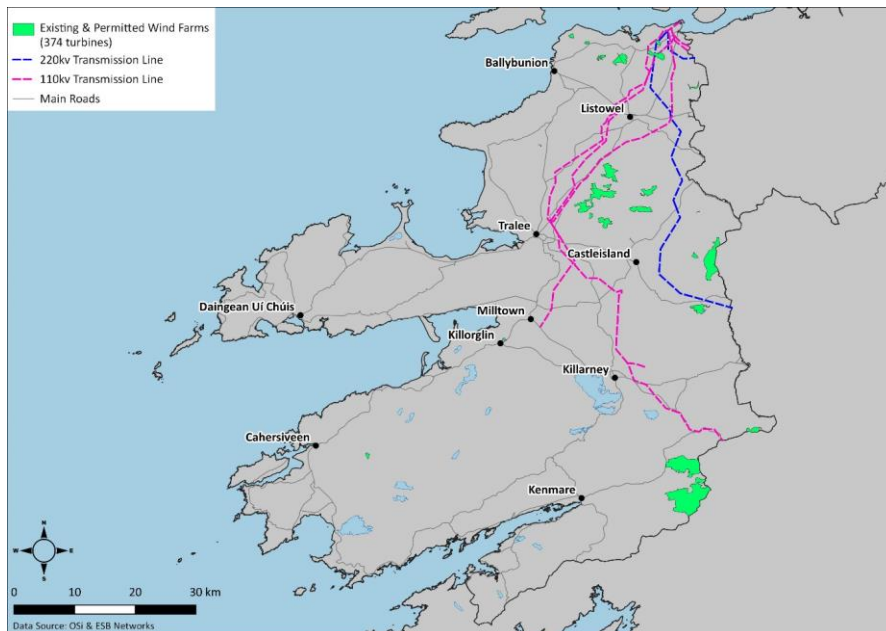 Existing & Permitted Wind Farms
(374 turbines)
220kv Transmission Line
110kv Transmission Line
Main Roads
Ballybunion
Listowel
Tralee
Castleisland
Daingean Uí Chúis
Milltown
Killorglin
Killarney
Cahersiveen
Kenmare
N
W E
S
0 10 20 30 km
Data Source: OSi & ESB Networks